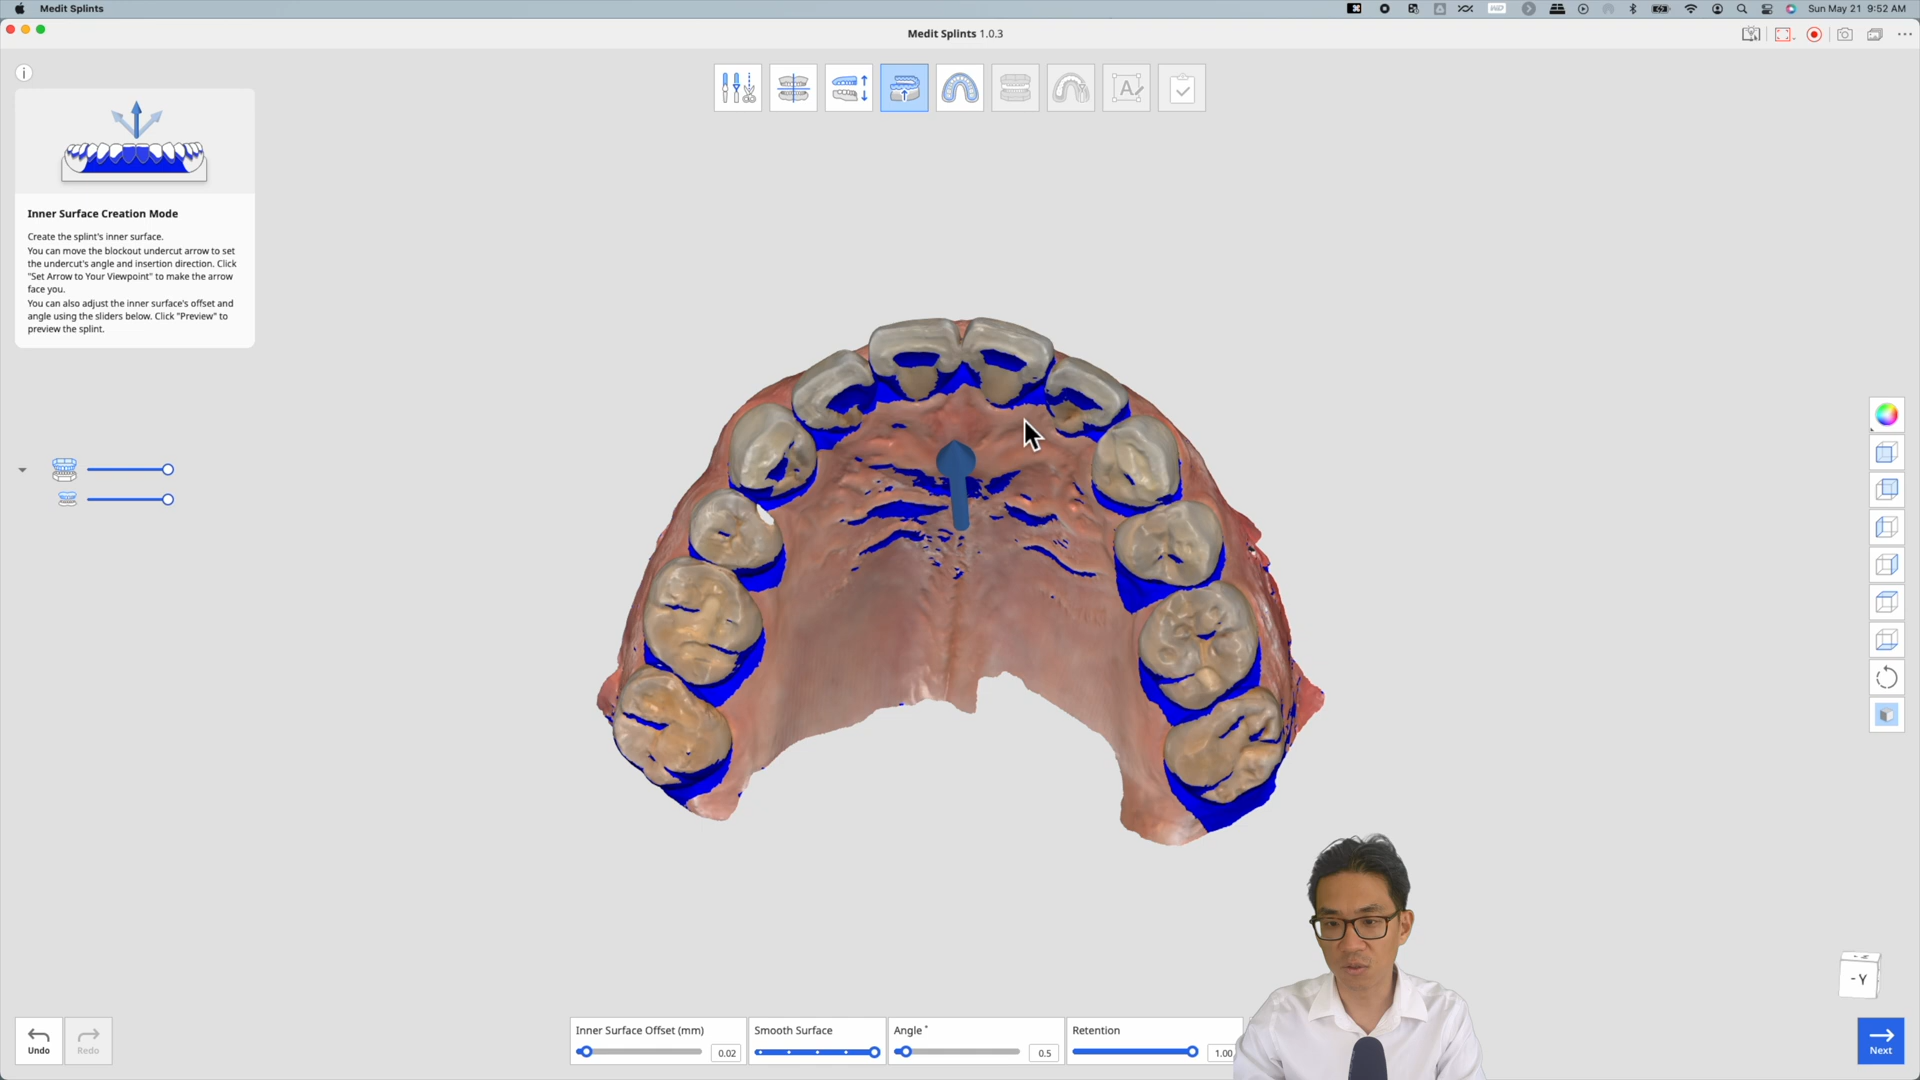 Medit Splints
Sun May 21 9:52 AM
Medit Splints 1.0.3
Inner Surface Creation Mode
Create the splint's inner surface.
You can move the blockout undercut arrow to set
the undercut's angle and insertion direction. Click
"Set Arrow to Your Viewpoint" to make the arrow
face you.
You can also adjust the inner surface's offset and
angle using the sliders below. Click "Preview" to
preview the splint.
-Y
Undo
Redo
Inner Surface Offset (mm)
0.02
Smooth Surface
Angle °
0.5
Retention
1.00
Next